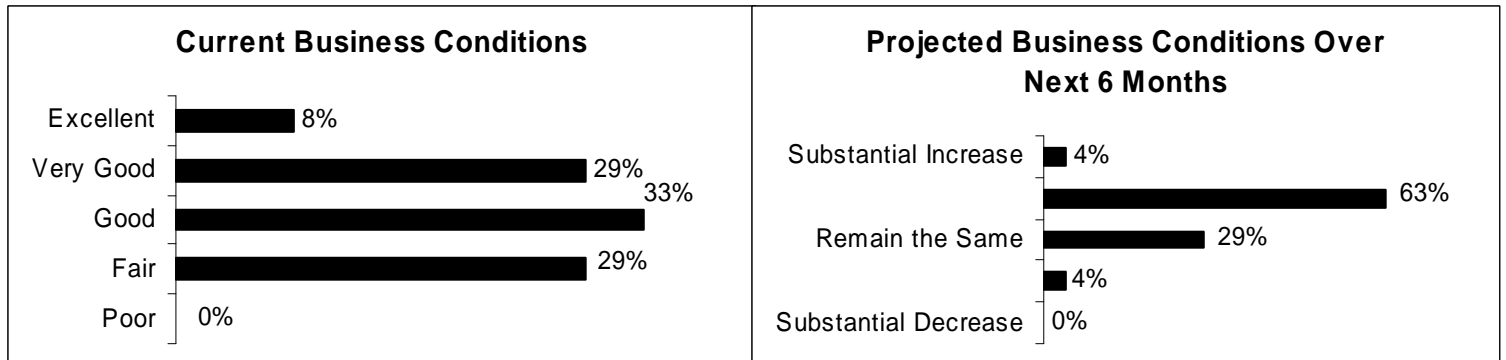 Current Business Conditions
Excellent 8%
Very Good 29%
Good 33%
Fair 29%
Poor 0%
Projected Business Conditions Over
Next 6 Months
Substantial Increase 4%
63%
Remain the Same 29%
4%
Substantial Decrease 0%